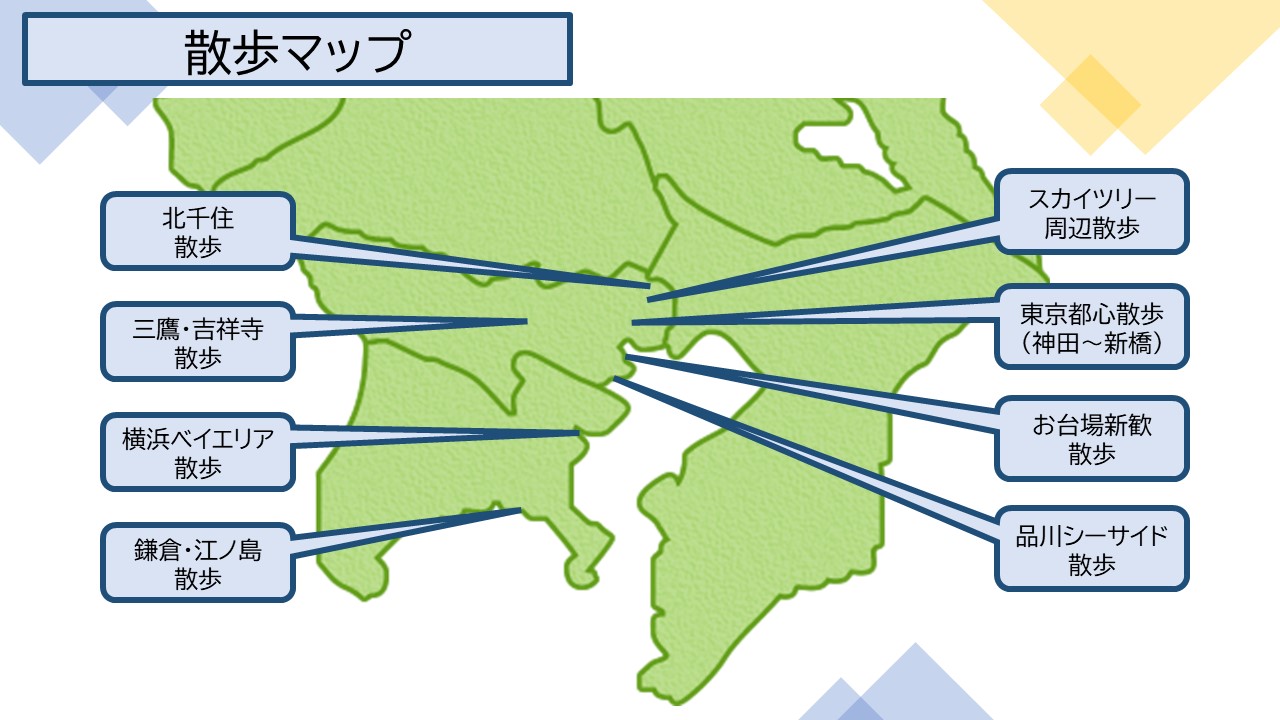 散歩マップ
北千住
散歩
三鷹・吉祥寺
散歩
横浜ベイエリア
散歩
鎌倉・江ノ島
散歩
スカイツリー
周辺散歩
東京都心散歩
（神田～新橋）
お台場新歓
散歩
品川シーサイド
散歩